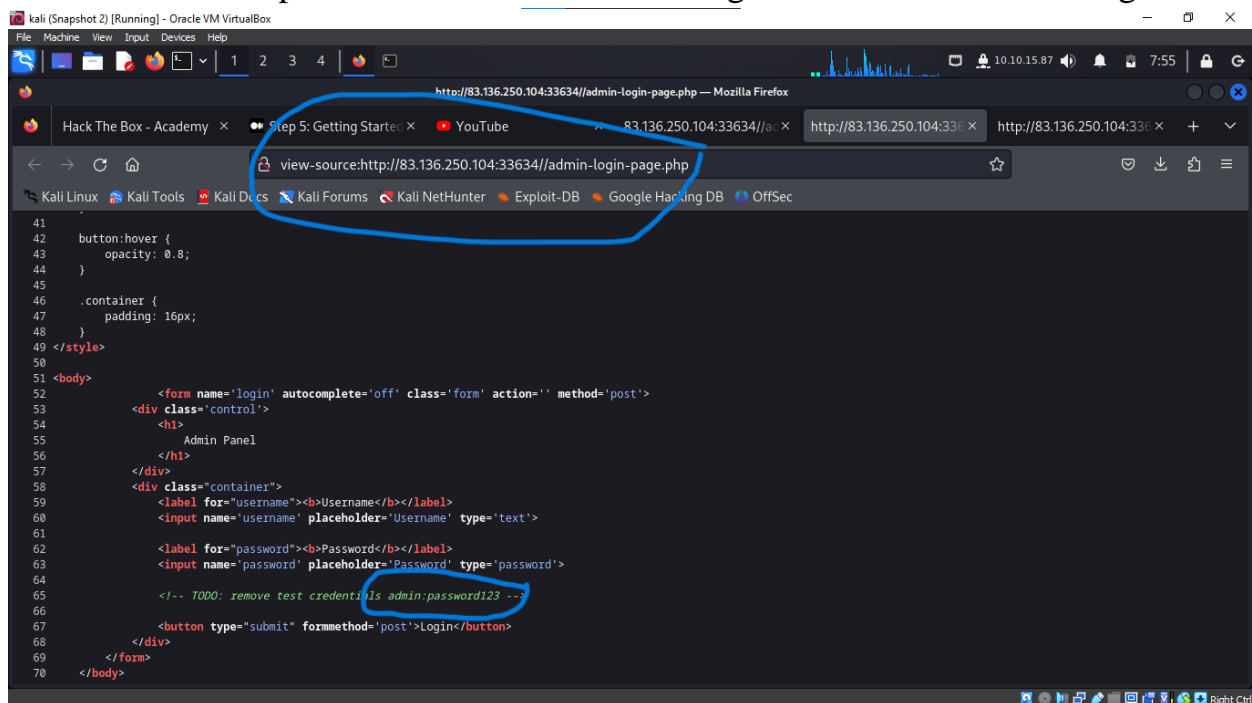 kali (Snapshot 2) [Running] - Oracle VM VirtualBox
File Machine View Input Devices Help
1 2 3 4 10.10.15.87 7:55
http://83.136.250.104:33634//admin-login-page.php — Mozilla Firefox
Hack The Box - Academy × Step 5: Getting Started × YouTube × 83.136.250.104:33634//ad × http://83.136.250.104:336 × http://83.136.250.104:336 × +
view-source:http://83.136.250.104:33634//admin-login-page.php
Kali Linux Kali Tools Kali Docs Kali Forums Kali NetHunter Exploit-DB Google Hacking DB OffSec
41
42 button:hover {
43 opacity: 0.8;
44 }
45
46 .container {
47 padding: 16px;
48 }
49 </style>
50
51 <body>
52 <form name='login' autocomplete='off' class='form' action='' method='post'>
53 <div class='control'>
54 <h1>
55 Admin Panel
56 </h1>
57 </div>
58 <div class="container">
59 <label for="username"><b>Username</b></label>
60 <input name='username' placeholder='Username' type='text'>
61
62 <label for="password"><b>Password</b></label>
63 <input name='password' placeholder='Password' type='password'>
64
65 <!-- TODO: remove test credentials admin:password123 -->
66
67 <button type="submit" formmethod='post'>Login</button>
68 </div>
69 </form>
70 </body>
Right Ctrl